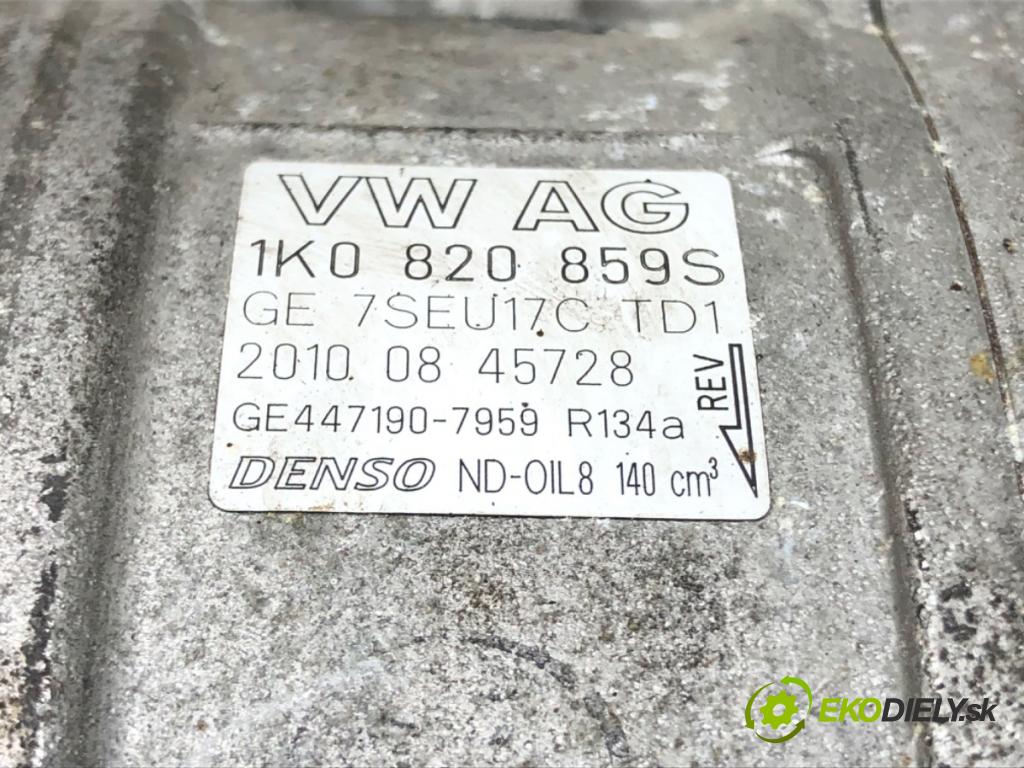 VW AG
1K0 820 859S
GE 7SEU17C TD1
2010 08 45728
REV
GE447190-7959 R134a
DENSO ND-OIL8 140 cm³
EKODIELY.sk